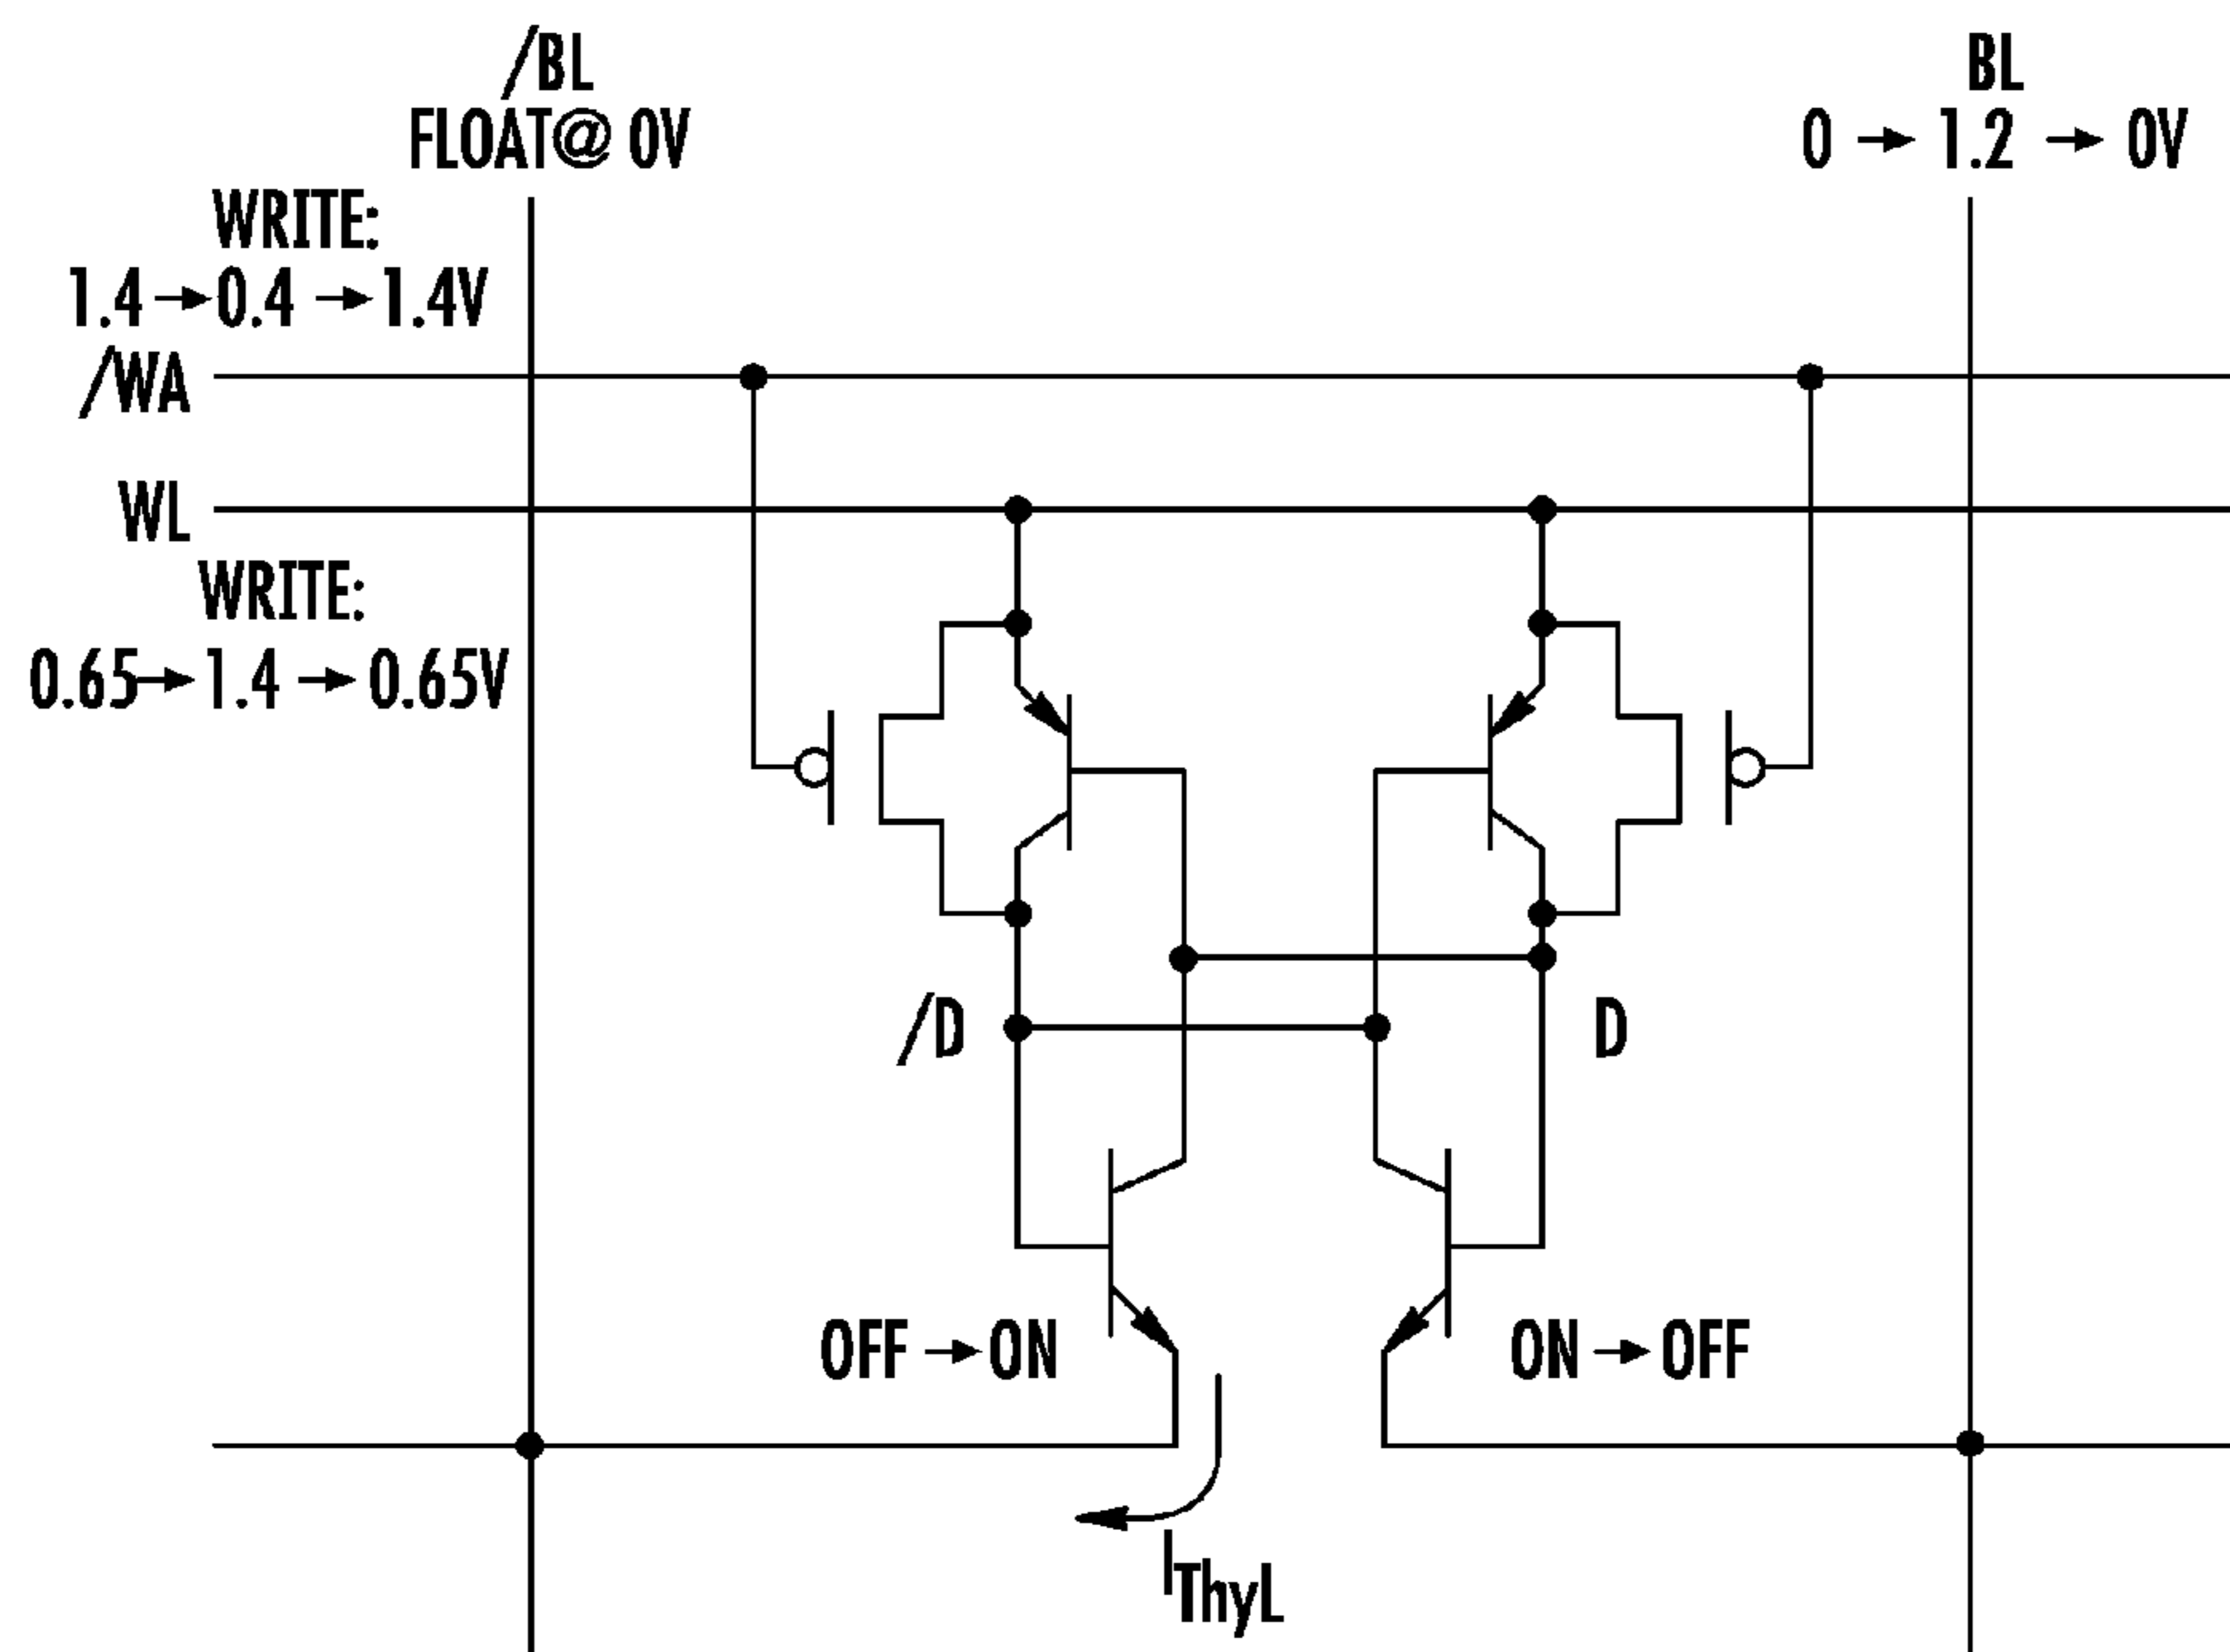 /BL
FLOAT@ 0V
BL
0 → 1.2 → 0V
WRITE:
1.4 → 0.4 → 1.4V
/WA
WL
WRITE:
0.65 → 1.4 → 0.65V
/D
D
OFF → ON
ON → OFF
IThyL